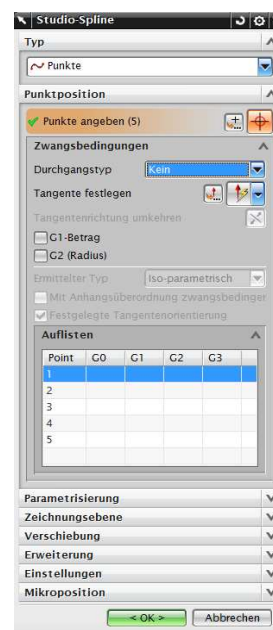 Studio-Spline
Typ
Punkte
Punktposition
Punkte angeben (5)
Zwangsbedingungen
Durchgangstyp Kein
Tangente festlegen
Tangentenrichtung umkehren
G1-Betrag
G2 (Radius)
Ermittelter Typ Iso-parametrisch
Mit Anhangsüberordnung zwangsbedingen
Festgelegte Tangentenorientierung
Auflisten
Point G0 G1 G2 G3
1
2
3
4
5
Parametrisierung
Zeichnungsebene
Verschiebung
Erweiterung
Einstellungen
Mikroposition
< OK > Abbrechen